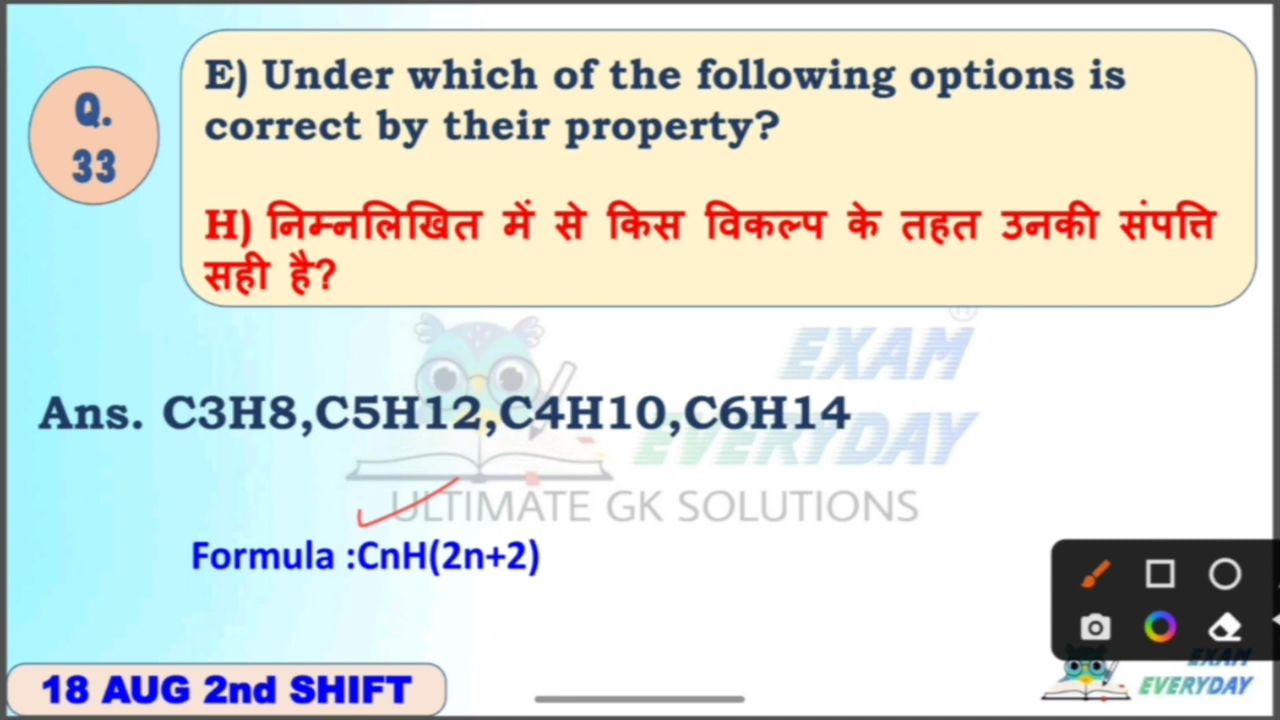 Q.
33
E) Under which of the following options is
correct by their property?
H) निम्नलिखित में से किस विकल्प के तहत उनकी संपत्ति
सही है?
EXAM
EVERYDAY
ULTIMATE GK SOLUTIONS
Ans. C3H8,C5H12,C4H10,C6H14
Formula :CnH(2n+2)
18 AUG 2nd SHIFT
EXAM
EVERYDAY